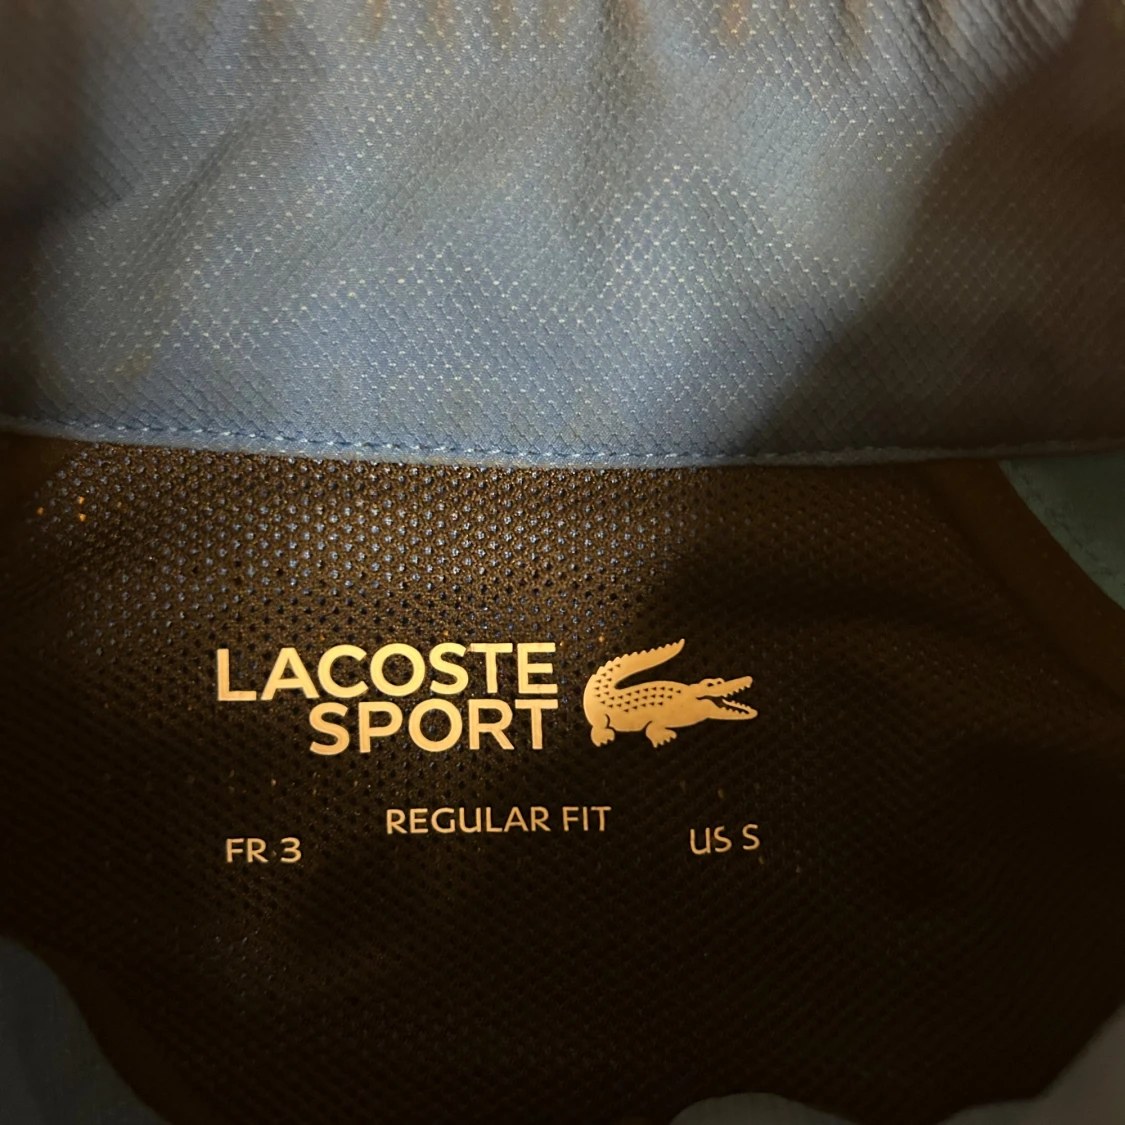 LACOSTE
SPORT
REGULAR FIT
FR 3
US S